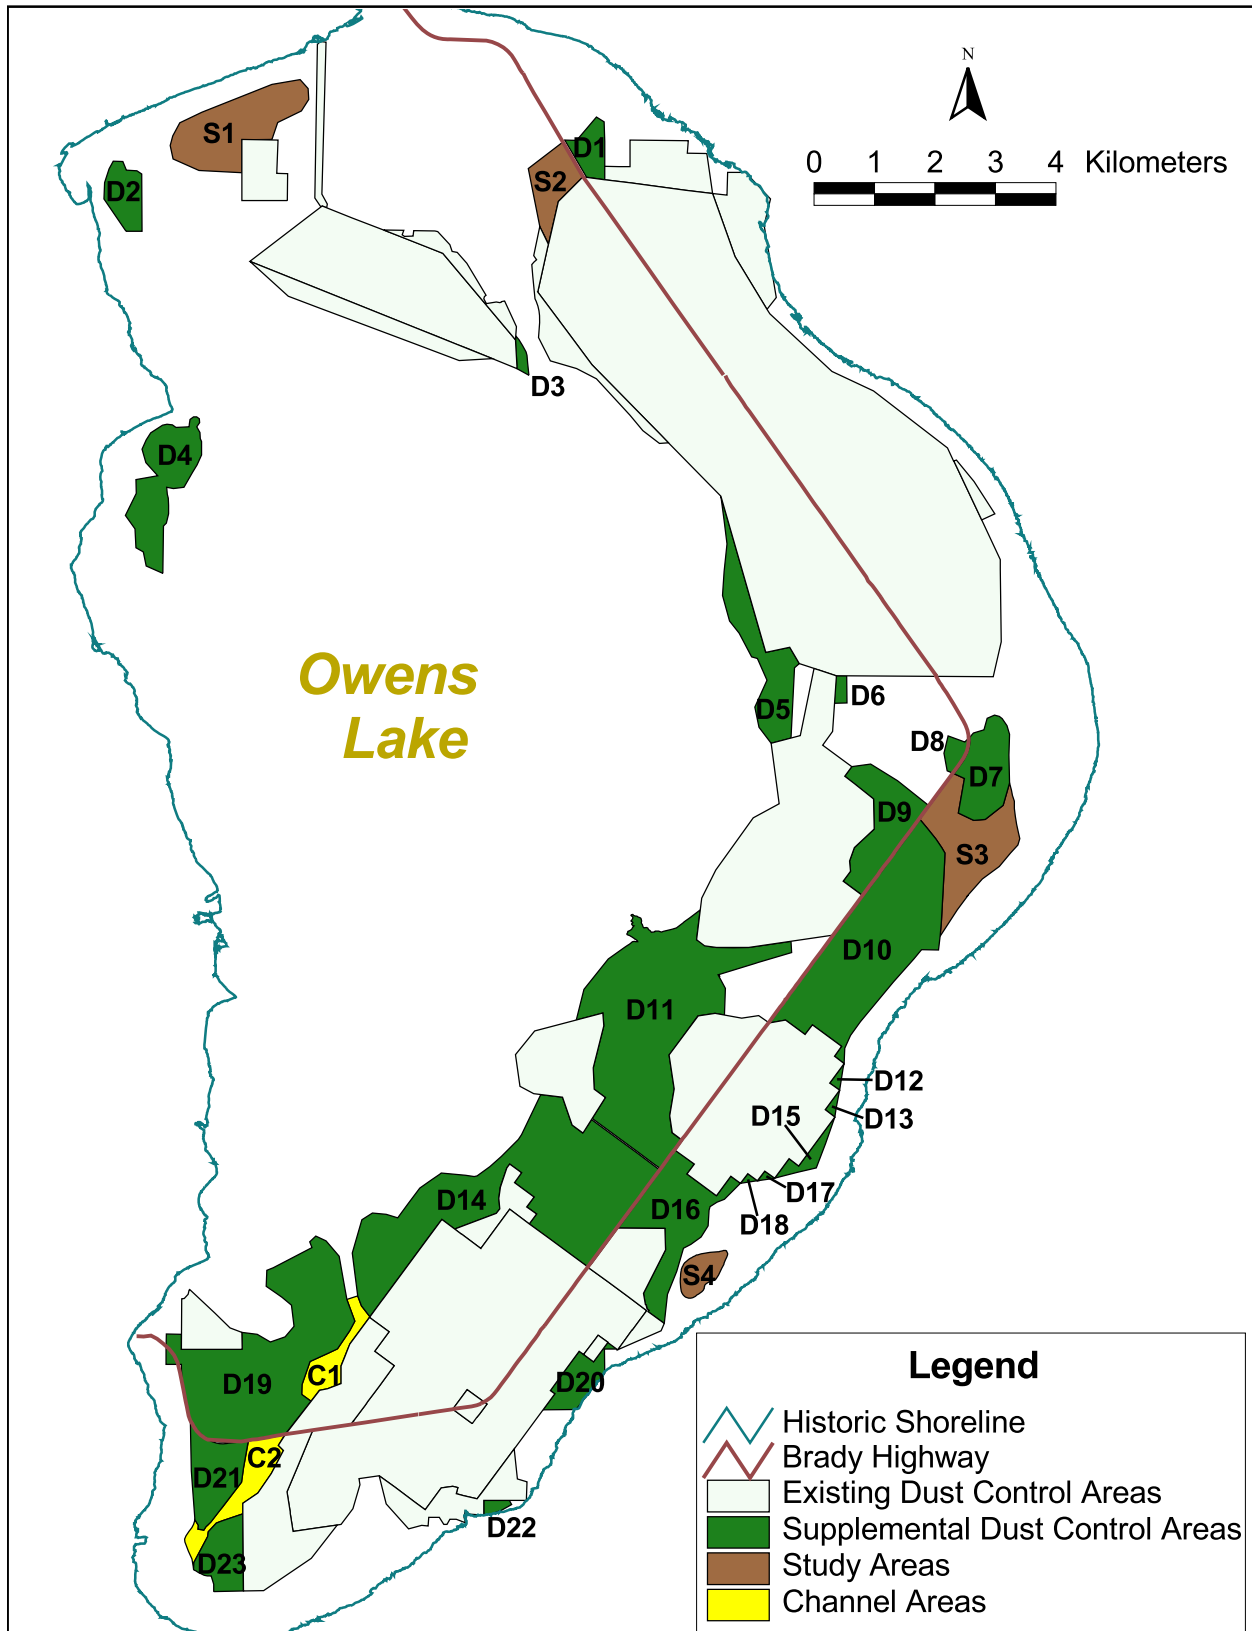 N
0 1 2 3 4 Kilometers
S1
D1
S2
D2
D3
D4
Owens
Lake
D5
D6
D8
D7
D9
S3
D10
D11
D12
D13
D15
D17
D14
D16
D18
S4
C1
D19
D20
C2
D21
D22
D23
Legend
Historic Shoreline
Brady Highway
Existing Dust Control Areas
Supplemental Dust Control Areas
Study Areas
Channel Areas